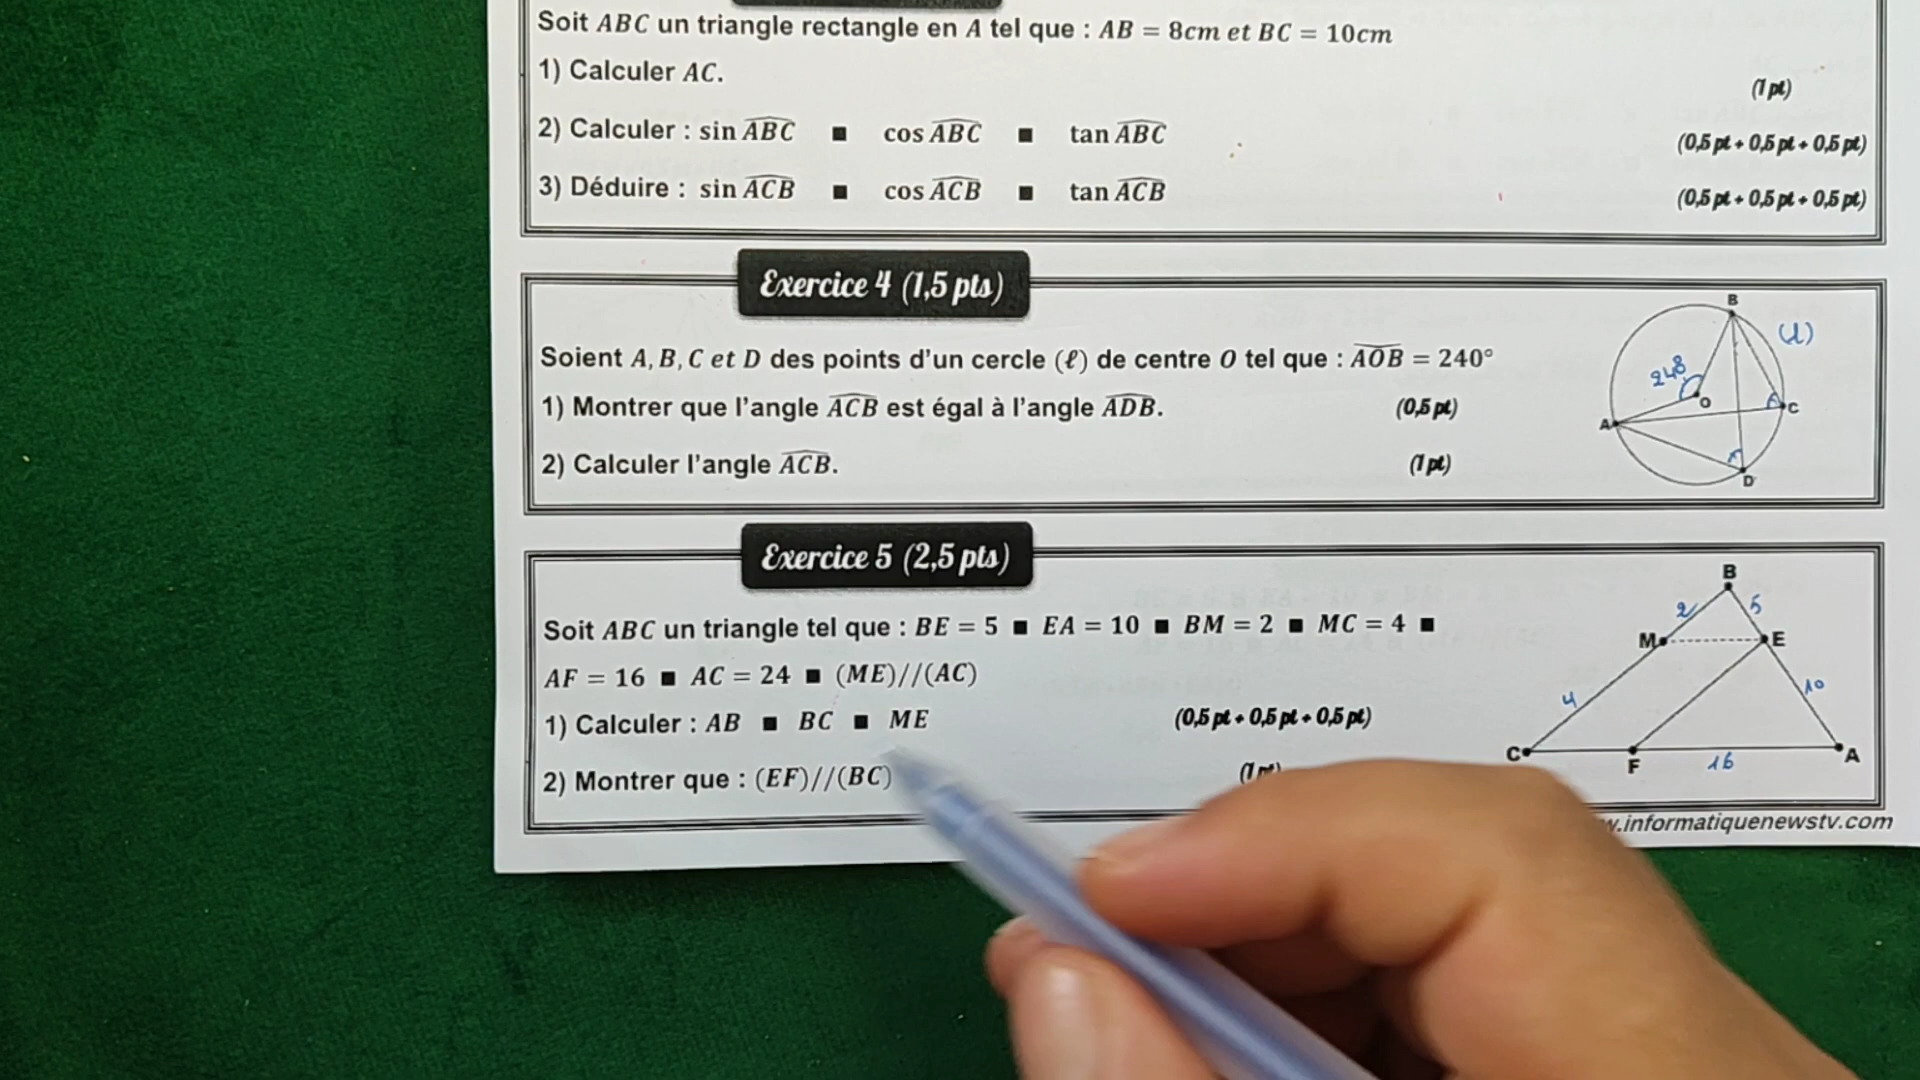 Soit ABC un triangle rectangle en A tel que : AB = 8cm et BC = 10cm
1) Calculer AC.
(1 pt)
2) Calculer : sin ABC ■ cos ABC ■ tan ABC
(0,5 pt + 0,5 pt + 0,5 pt)
3) Déduire : sin ACB ■ cos ACB ■ tan ACB
(0,5 pt + 0,5 pt + 0,5 pt)
Exercice 4 (1,5 pts)
Soient A, B, C et D des points d'un cercle (ℓ) de centre O tel que : AOB = 240°
1) Montrer que l'angle ACB est égal à l'angle ADB.
(0,5 pt)
2) Calculer l'angle ACB.
(1 pt)
B
(ℓ)
O
A
C
D
Exercice 5 (2,5 pts)
Soit ABC un triangle tel que : BE = 5 ■ EA = 10 ■ BM = 2 ■ MC = 4 ■
AF = 16 ■ AC = 24 ■ (ME)//(AC)
1) Calculer : AB ■ BC ■ ME
(0,5 pt + 0,5 pt + 0,5 pt)
2) Montrer que : (EF)//(BC)
(1 pt)
B
2
5
M
E
4
10
C
F
16
A
.informatiquenewstv.com